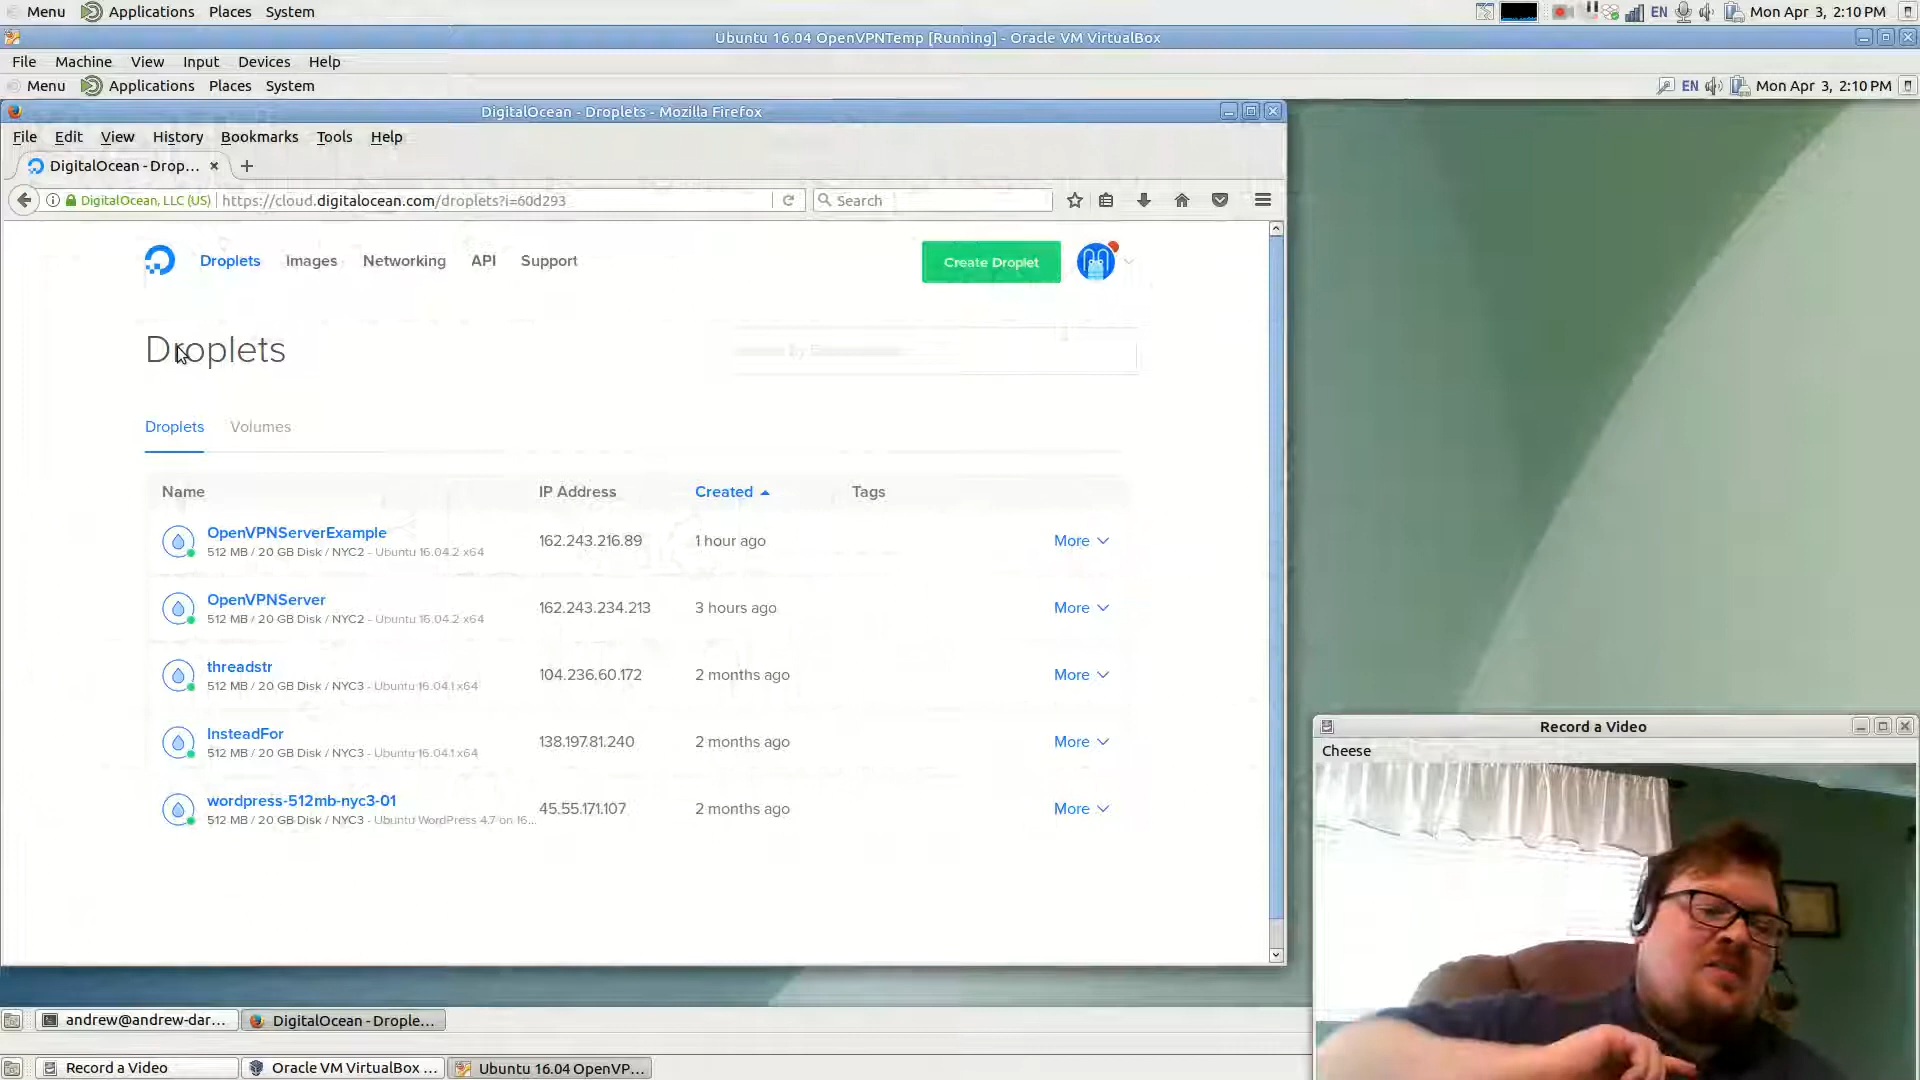 Menu Applications Places System EN Mon Apr 3, 2:10 PM
Ubuntu 16.04 OpenVPNTemp [Running] - Oracle VM VirtualBox
File Machine View Input Devices Help
Menu Applications Places System EN Mon Apr 3, 2:10 PM
DigitalOcean - Droplets - Mozilla Firefox
File Edit View History Bookmarks Tools Help
DigitalOcean - Drop...
DigitalOcean, LLC (US) https://cloud.digitalocean.com/droplets?i=60d293 Search
Droplets Images Networking API Support Create Droplet
Droplets
Droplets Volumes
Name IP Address Created Tags
OpenVPNServerExample 162.243.216.89 1 hour ago More
512 MB / 20 GB Disk / NYC2 - Ubuntu 16.04.2 x64
OpenVPNServer 162.243.234.213 3 hours ago More
512 MB / 20 GB Disk / NYC2 - Ubuntu 16.04.2 x64
threadstr 104.236.60.172 2 months ago More
512 MB / 20 GB Disk / NYC3 - Ubuntu 16.04.1 x64
InsteadFor 138.197.81.240 2 months ago More
512 MB / 20 GB Disk / NYC3 - Ubuntu 16.04.1 x64
wordpress-512mb-nyc3-01 45.55.171.107 2 months ago More
512 MB / 20 GB Disk / NYC3 - Ubuntu WordPress 4.7 on 16...
Record a Video
Cheese
andrew@andrew-dar... DigitalOcean - Drople...
Record a Video Oracle VM VirtualBox ... Ubuntu 16.04 OpenVP...